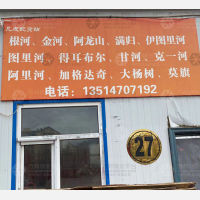 根河、金河、阿龙山、满归、伊图里河
图里河、得耳布尔、甘河、克一河
阿里河、加格达奇、大杨树、莫旗
电话：13514707192
27